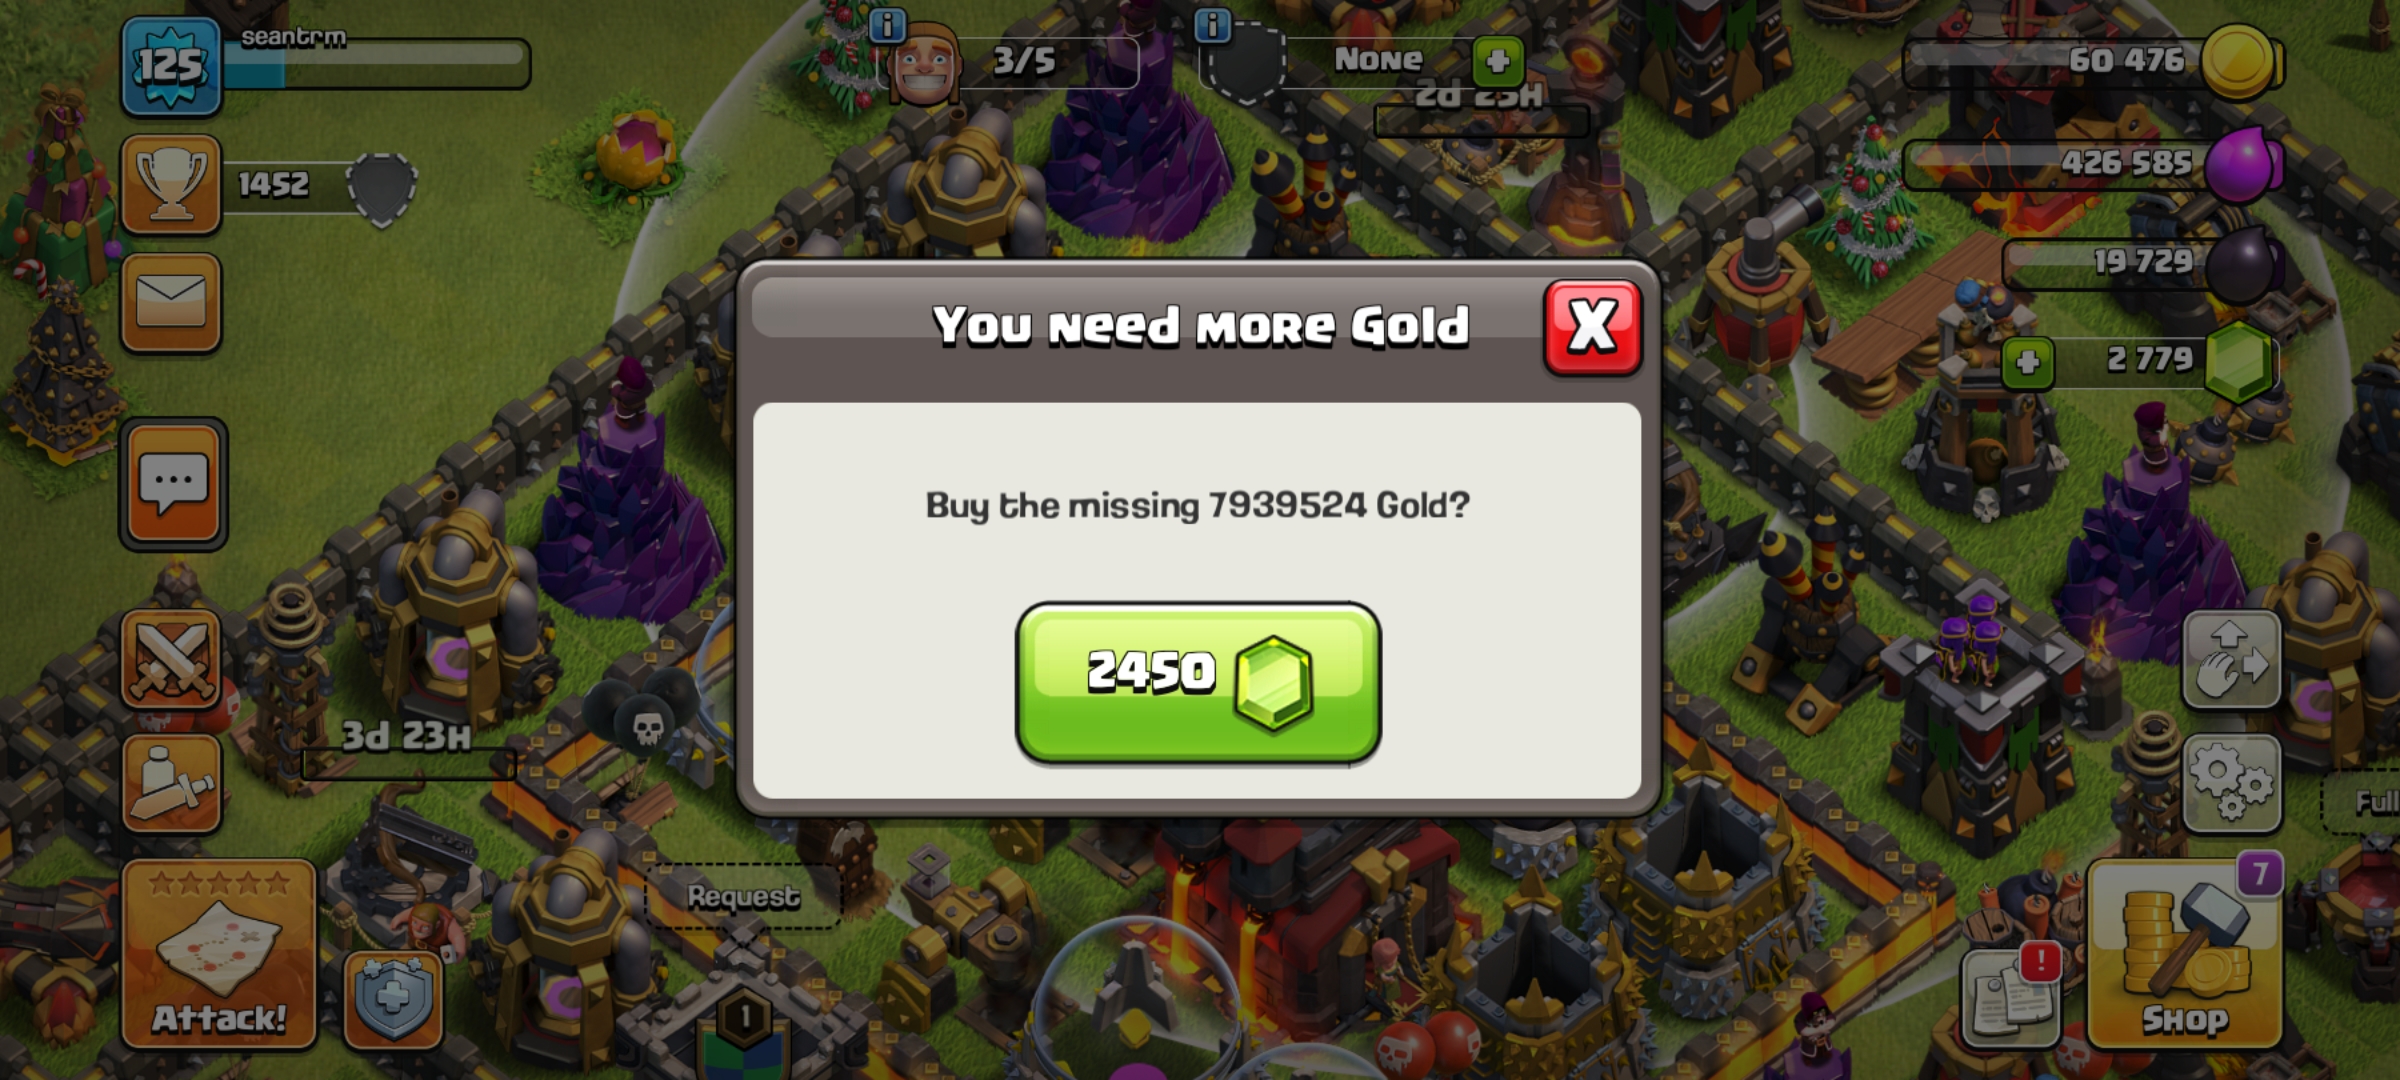 125
seantrm
3/5
None
2d 23H
60 476
1452
426 585
19 729
2 779
You need more Gold
X
Buy the missing 7939524 Gold?
2450
3d 23H
Full
Request
7
!
1
Attack!
Shop